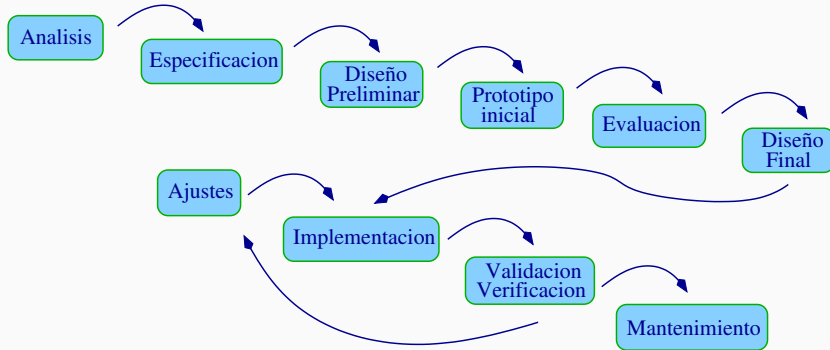 Analisis
Especificacion
Diseño
Preliminar
Prototipo
inicial
Evaluacion
Diseño
Final
Ajustes
Implementacion
Validacion
Verificacion
Mantenimiento